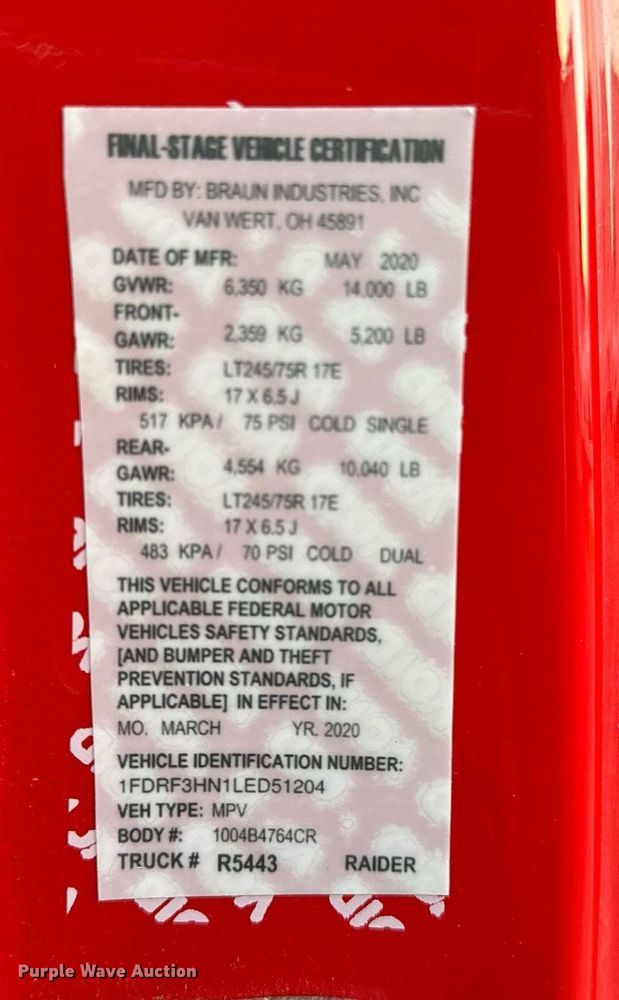 FINAL-STAGE VEHICLE CERTIFICATION
MFD BY: BRAUN INDUSTRIES, INC
VAN WERT, OH 45891
DATE OF MFR: MAY 2020
GVWR: 6,350 KG 14,000 LB
FRONT-
GAWR: 2,359 KG 5,200 LB
TIRES: LT245/75R 17E
RIMS: 17 X 6.5 J
517 KPA / 75 PSI COLD SINGLE
REAR-
GAWR: 4,554 KG 10,040 LB
TIRES: LT245/75R 17E
RIMS: 17 X 6.5 J
483 KPA / 70 PSI COLD DUAL
THIS VEHICLE CONFORMS TO ALL
APPLICABLE FEDERAL MOTOR
VEHICLES SAFETY STANDARDS,
[AND BUMPER AND THEFT
PREVENTION STANDARDS, IF
APPLICABLE] IN EFFECT IN:
MO. MARCH YR. 2020
VEHICLE IDENTIFICATION NUMBER:
1FDRF3HN1LED51204
VEH TYPE: MPV
BODY #: 1004B4764CR
TRUCK # R5443 RAIDER
Purple Wave Auction